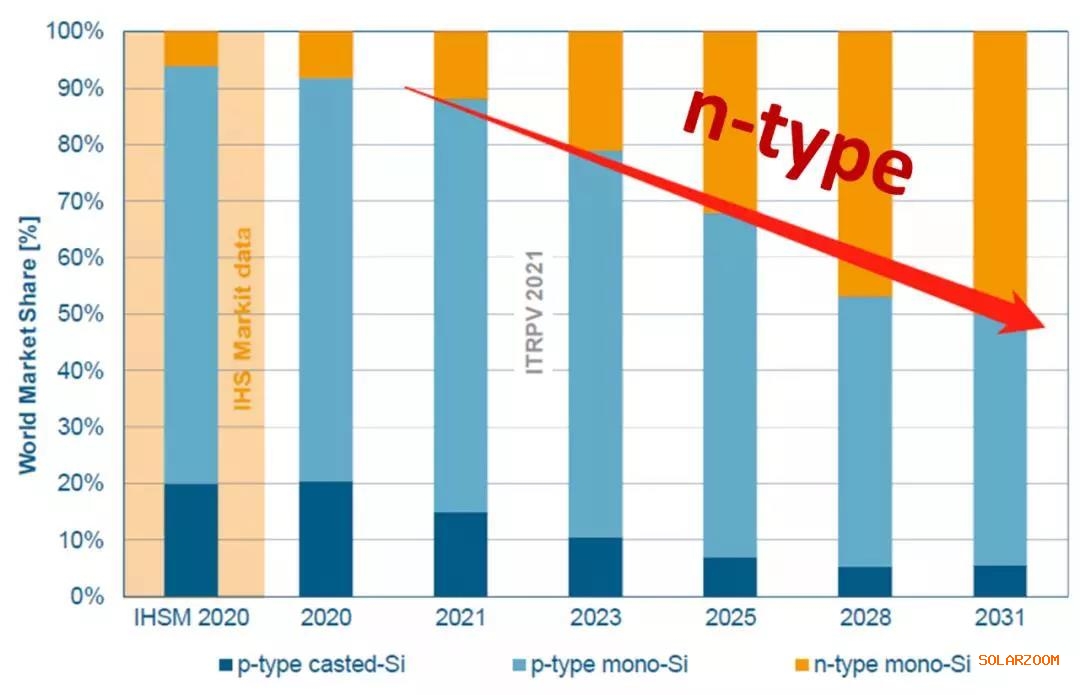 100%
90%
80%
70%
60%
50%
40%
30%
20%
10%
0%
World Market Share [%]
IHS Markit data
ITRPV 2021
n-type
IHSM 2020 2020 2021 2023 2025 2028 2031
p-type casted-Si p-type mono-Si n-type mono-Si SOLARZOOM